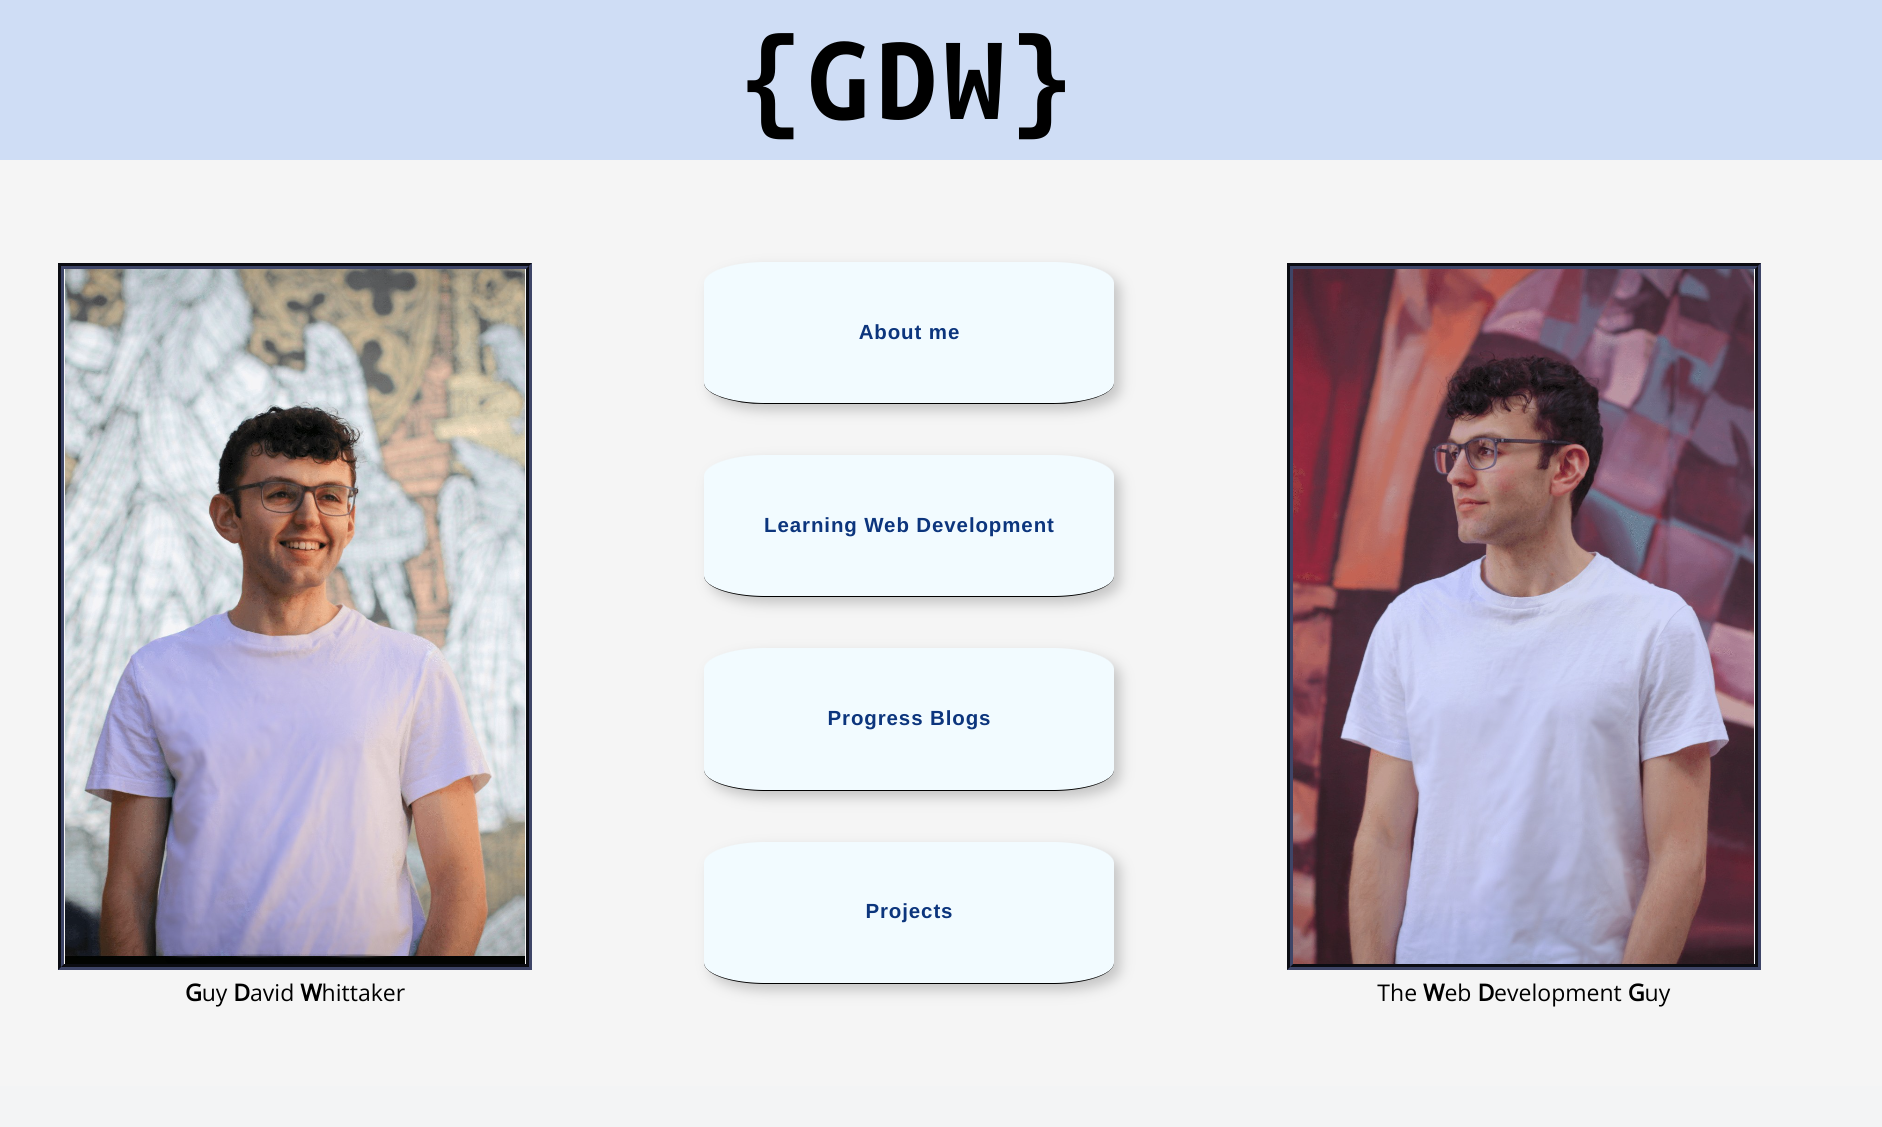 {GDW}
About me
Learning Web Development
Progress Blogs
Projects
Guy David Whittaker
The Web Development Guy